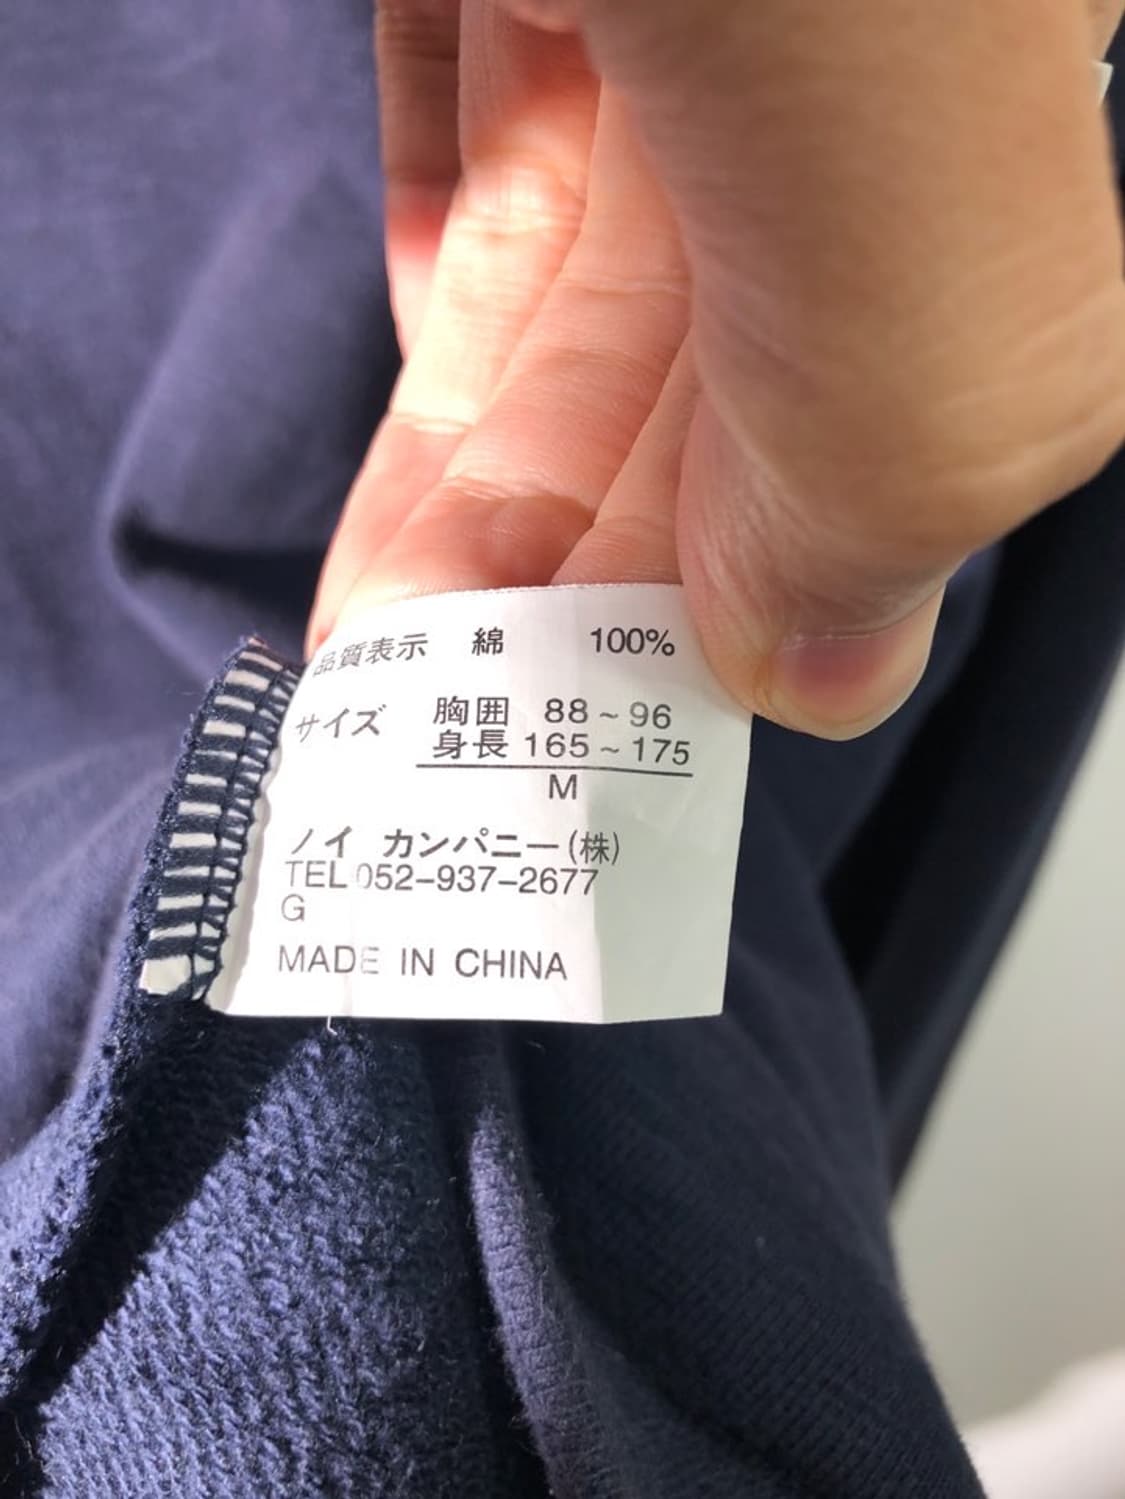 品質表示 綿 100%
サイズ 胸囲 88~96
身長 165~175
M
ノイ カンパニー(株)
TEL 052-937-2677
G
MADE IN CHINA